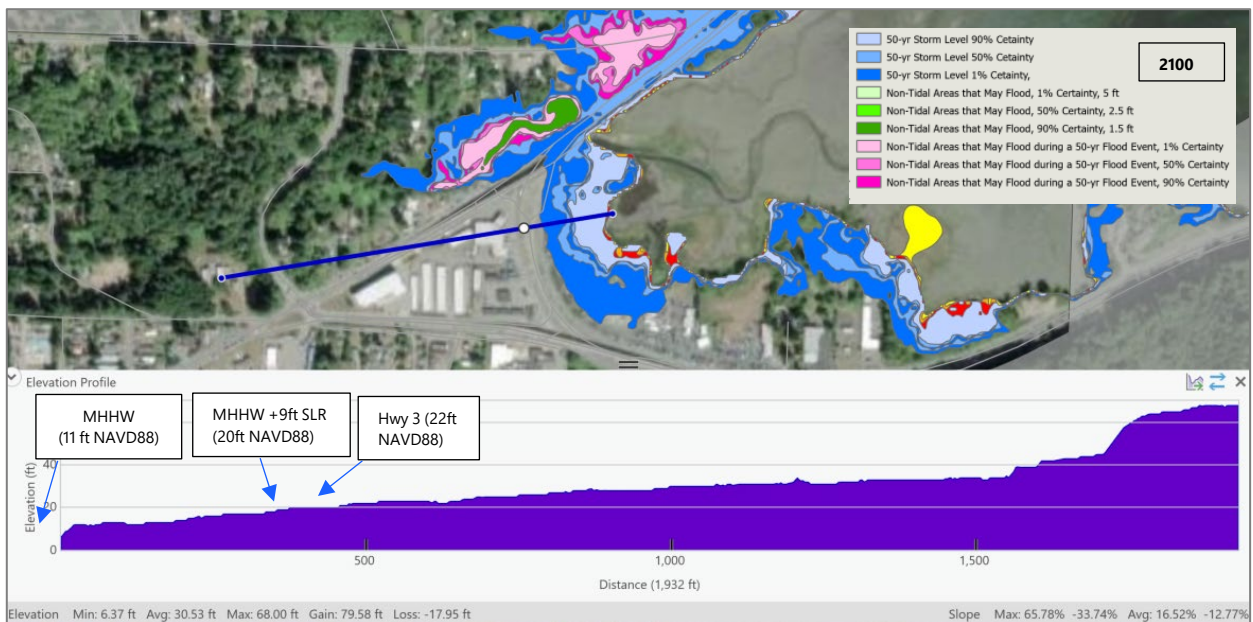 50-yr Storm Level 90% Cetainty
50-yr Storm Level 50% Certainty
50-yr Storm Level 1% Cetainty,
Non-Tidal Areas that May Flood, 1% Certainty, 5 ft
Non-Tidal Areas that May Flood, 50% Certainty, 2.5 ft
Non-Tidal Areas that May Flood, 90% Certainty, 1.5 ft
Non-Tidal Areas that May Flood during a 50-yr Flood Event, 1% Certainty
Non-Tidal Areas that May Flood during a 50-yr Flood Event, 50% Certainty
Non-Tidal Areas that May Flood during a 50-yr Flood Event, 90% Certainty
2100
Elevation Profile
MHHW
(11 ft NAVD88)
MHHW +9ft SLR
(20ft NAVD88)
Hwy 3 (22ft
NAVD88)
Elevation (ft)
40
20
0
500
1,000
1,500
Distance (1,932 ft)
Elevation Min: 6.37 ft Avg: 30.53 ft Max: 68.00 ft Gain: 79.58 ft Loss: -17.95 ft
Slope Max: 65.78% -33.74% Avg: 16.52% -12.77%